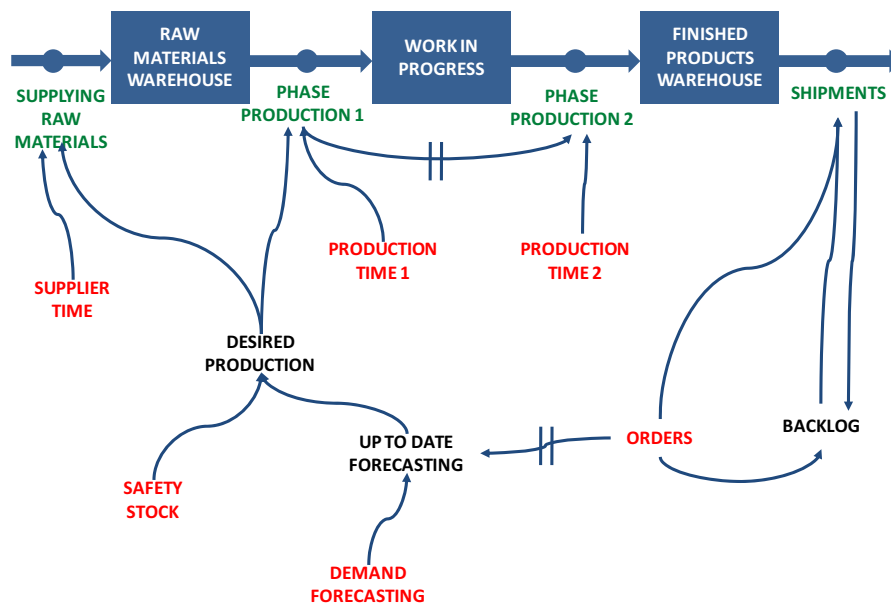 RAW
MATERIALS
WAREHOUSE
WORK IN
PROGRESS
FINISHED
PRODUCTS
WAREHOUSE
SUPPLYING
RAW
MATERIALS
PHASE
PRODUCTION 1
PHASE
PRODUCTION 2
SHIPMENTS
SUPPLIER
TIME
PRODUCTION
TIME 1
PRODUCTION
TIME 2
DESIRED
PRODUCTION
UP TO DATE
FORECASTING
ORDERS
BACKLOG
SAFETY
STOCK
DEMAND
FORECASTING